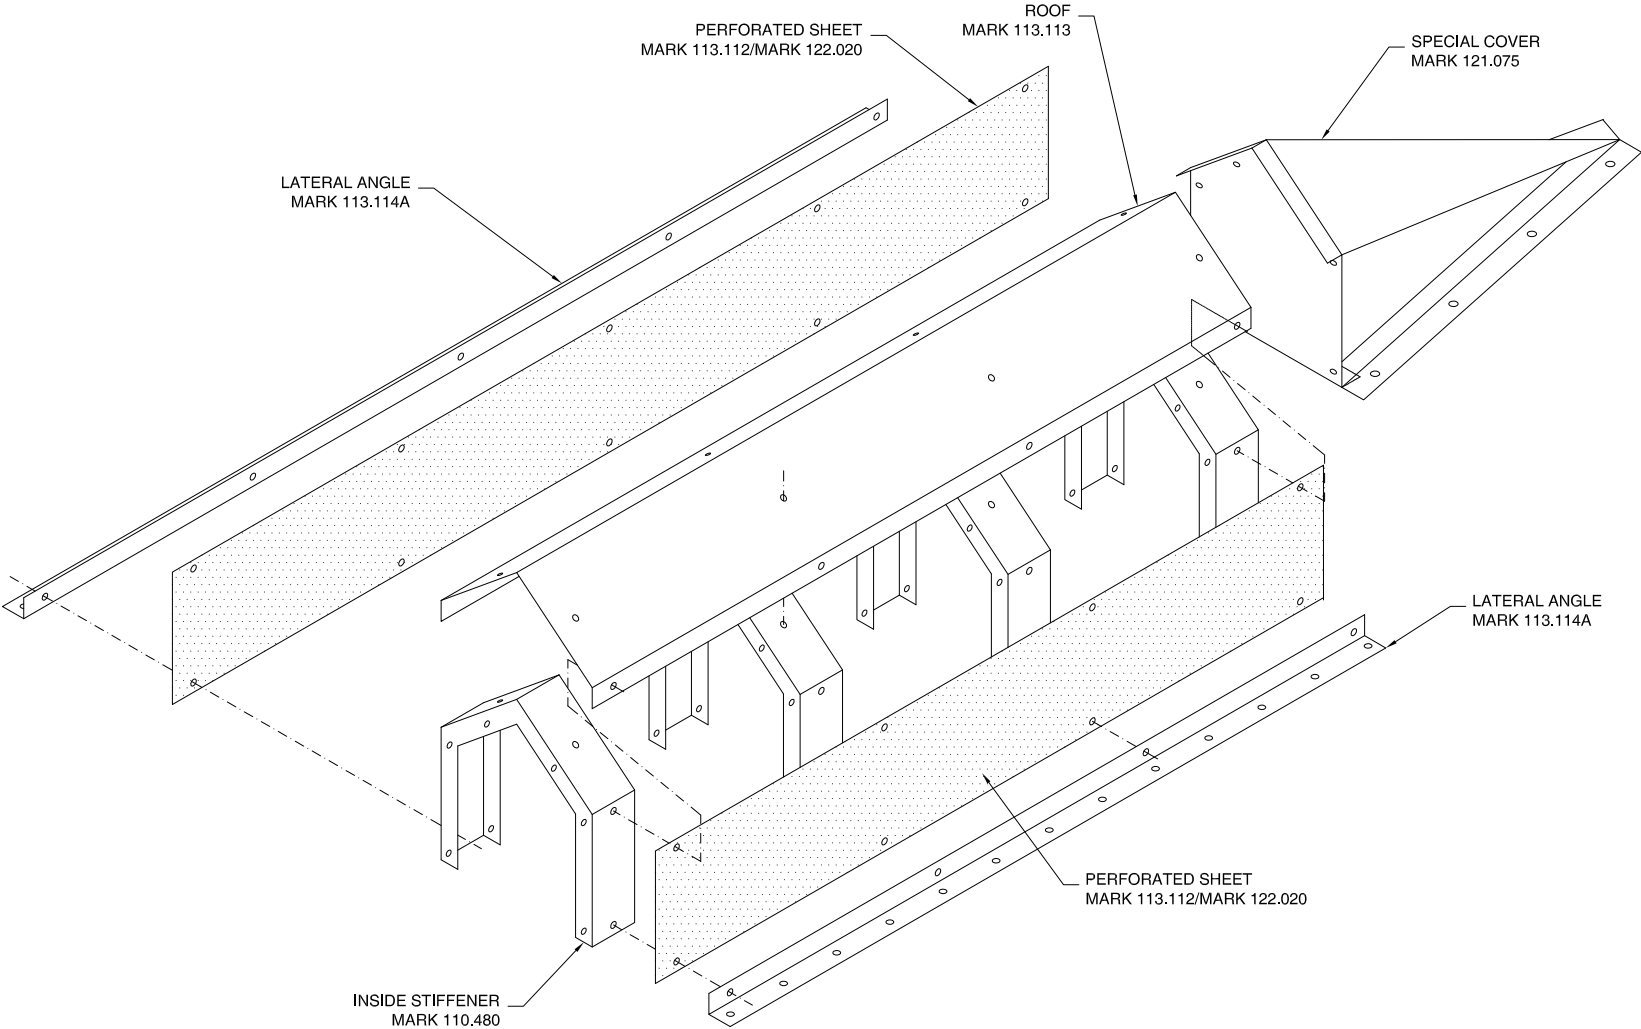 ROOF
MARK 113.113
PERFORATED SHEET
MARK 113.112/MARK 122.020
SPECIAL COVER
MARK 121.075
LATERAL ANGLE
MARK 113.114A
LATERAL ANGLE
MARK 113.114A
PERFORATED SHEET
MARK 113.112/MARK 122.020
INSIDE STIFFENER
MARK 110.480